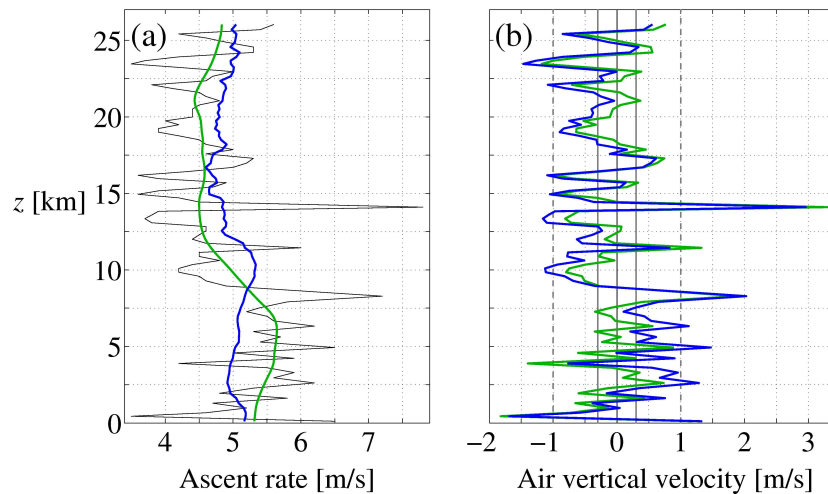 (a)
(b)
25
20
z [km]
15
10
5
0
4 5 6 7
−2 −1 0 1 2 3
Ascent rate [m/s]
Air vertical velocity [m/s]